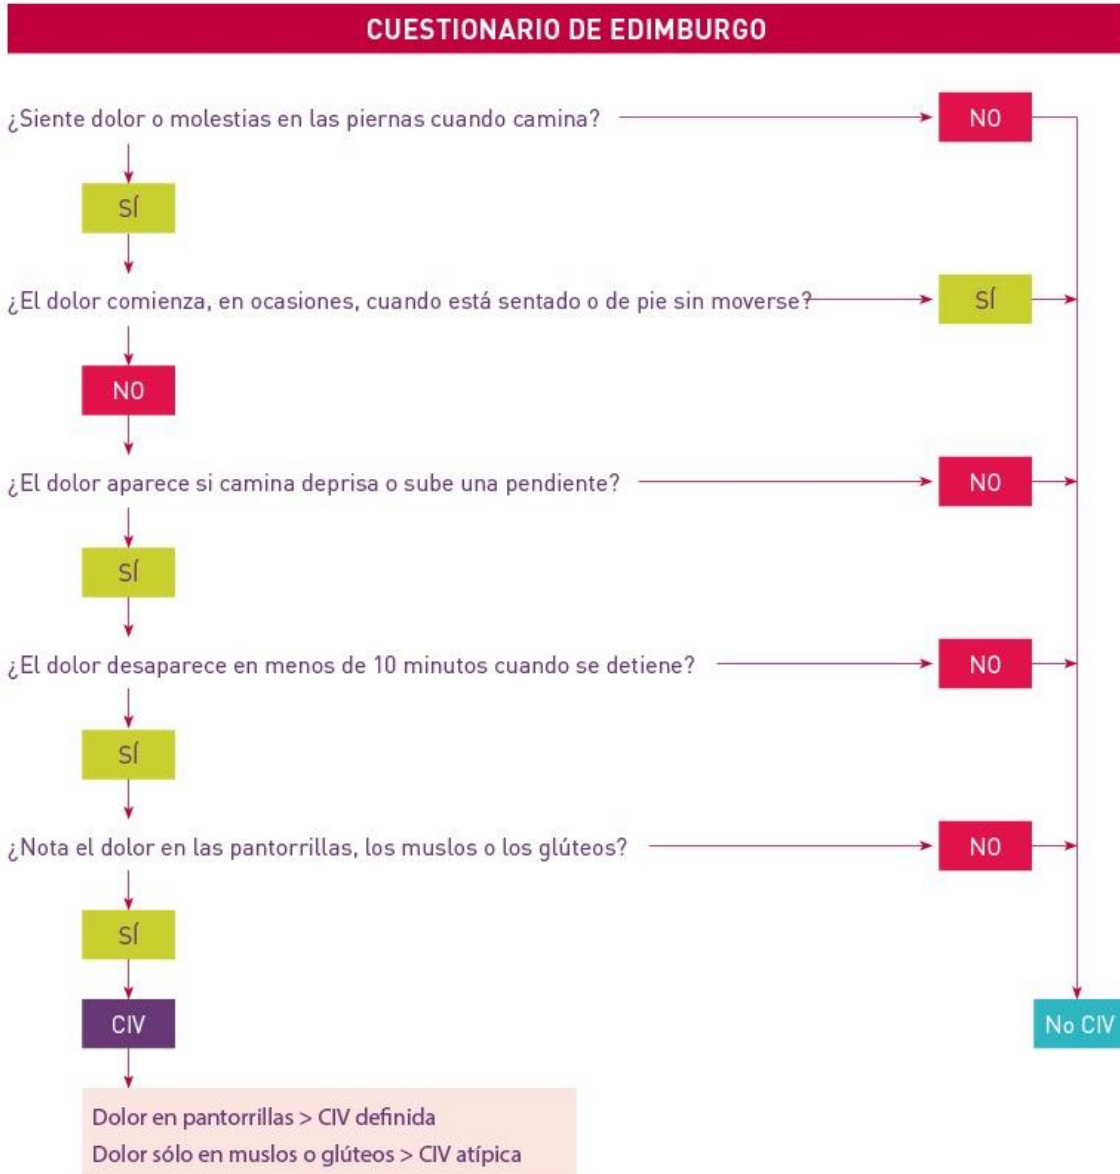 CUESTIONARIO DE EDIMBURGO
¿Siente dolor o molestias en las piernas cuando camina?
NO
SÍ
¿El dolor comienza, en ocasiones, cuando está sentado o de pie sin moverse?
SÍ
NO
¿El dolor aparece si camina deprisa o sube una pendiente?
NO
SÍ
¿El dolor desaparece en menos de 10 minutos cuando se detiene?
NO
SÍ
¿Nota el dolor en las pantorrillas, los muslos o los glúteos?
NO
SÍ
CIV
No CIV
Dolor en pantorrillas > CIV definida
Dolor sólo en muslos o glúteos > CIV atípica